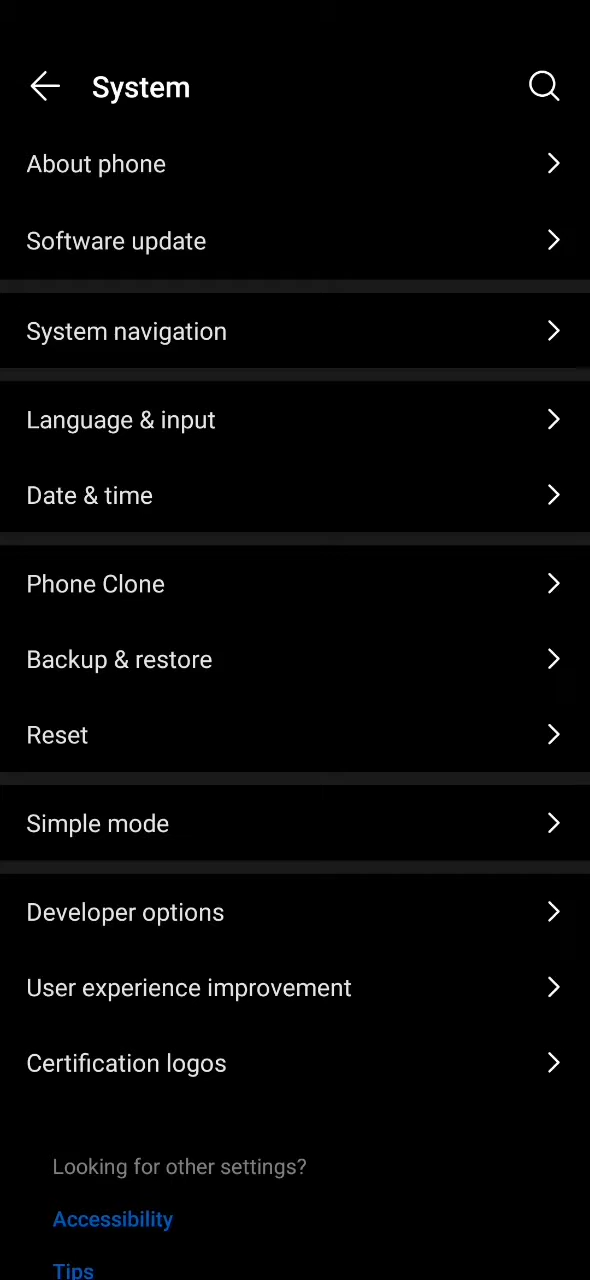 System
About phone
Software update
System navigation
Language & input
Date & time
Phone Clone
Backup & restore
Reset
Simple mode
Developer options
User experience improvement
Certification logos
Looking for other settings?
Accessibility
Tips